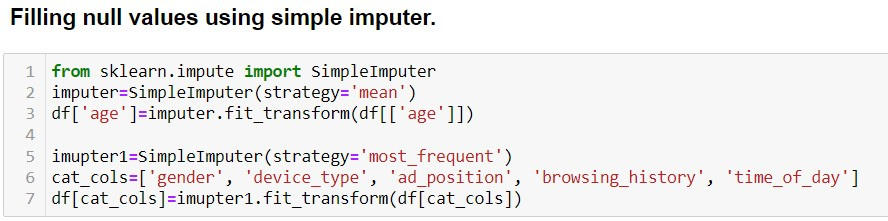 Filling null values using simple imputer.
1 from sklearn.impute import SimpleImputer
2 imputer=SimpleImputer(strategy='mean')
3 df['age']=imputer.fit_transform(df[['age']])
4
5 imupter1=SimpleImputer(strategy='most_frequent')
6 cat_cols=['gender', 'device_type', 'ad_position', 'browsing_history', 'time_of_day']
7 df[cat_cols]=imupter1.fit_transform(df[cat_cols])